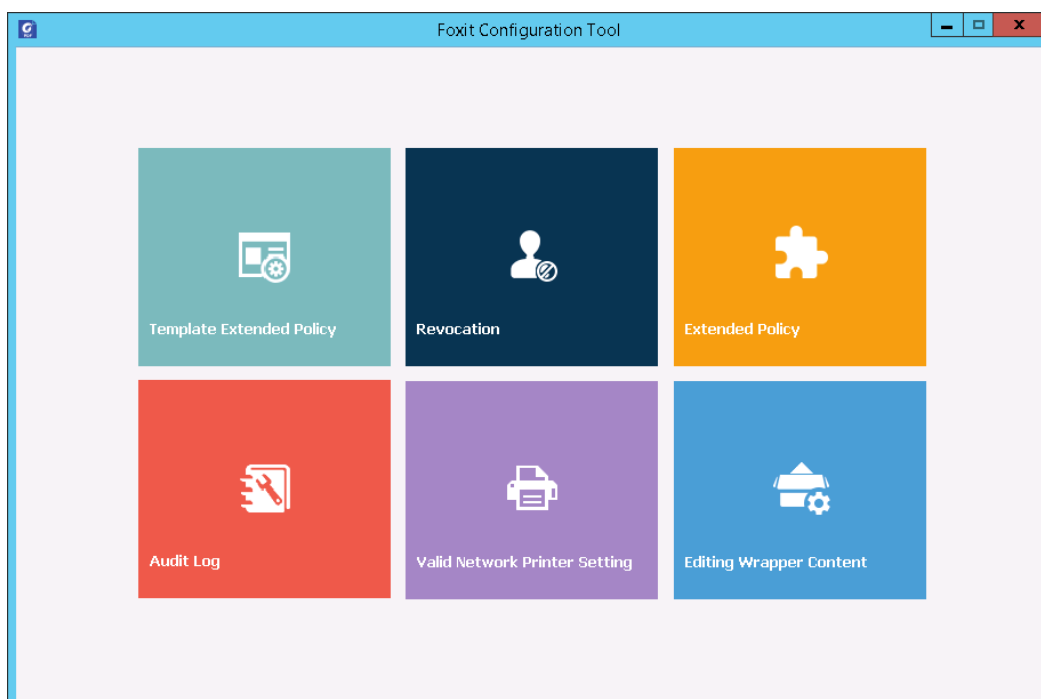 Foxit Configuration Tool
Template Extended Policy
Revocation
Extended Policy
Audit Log
Valid Network Printer Setting
Editing Wrapper Content